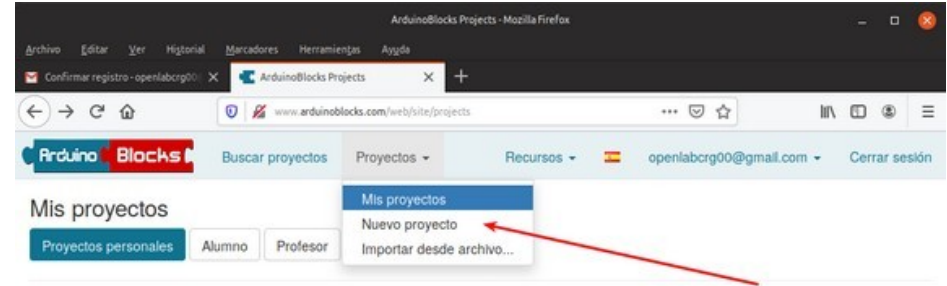 ArduinoBlocks Projects - Mozilla Firefox
Archivo Editar Ver Historial Marcadores Herramientas Ayuda
Confirmar registro - openlabcrg00 ArduinoBlocks Projects
www.arduinoblocks.com/web/site/projects
Arduino Blocks Buscar proyectos Proyectos Recursos openlabcrg00@gmail.com Cerrar sesión
Mis proyectos
Nuevo proyecto
Importar desde archivo...
Mis proyectos
Proyectos personales Alumno Profesor